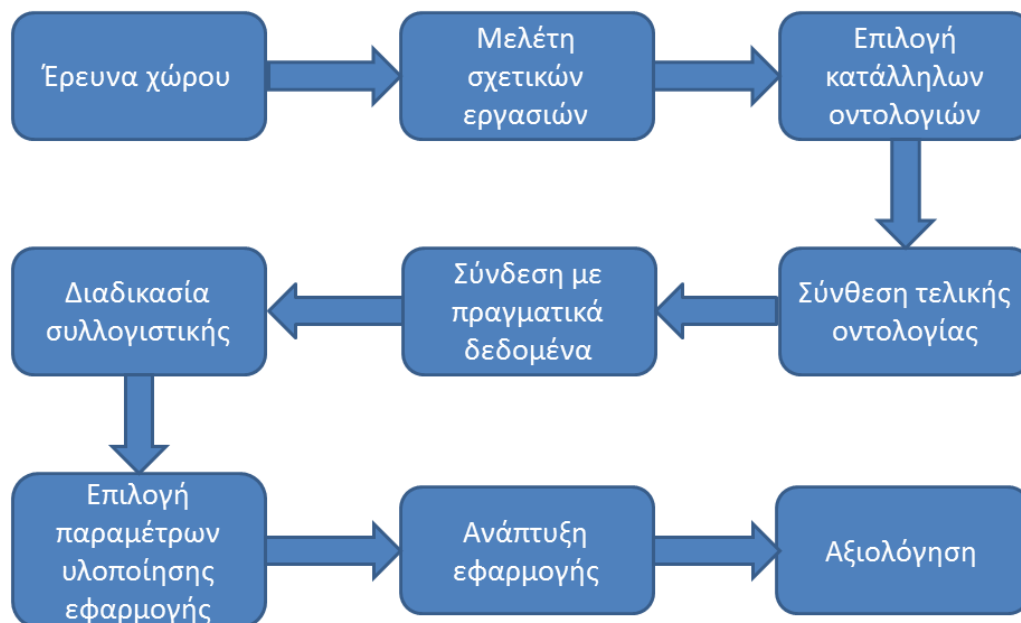 Έρευνα χώρου
Μελέτη
σχετικών
εργασιών
Επιλογή
κατάλληλων
οντολογιών
Σύνθεση τελικής
οντολογίας
Σύνδεση με
πραγματικά
δεδομένα
Διαδικασία
συλλογιστικής
Επιλογή
παραμέτρων
υλοποίησης
εφαρμογής
Ανάπτυξη
εφαρμογής
Αξιολόγηση